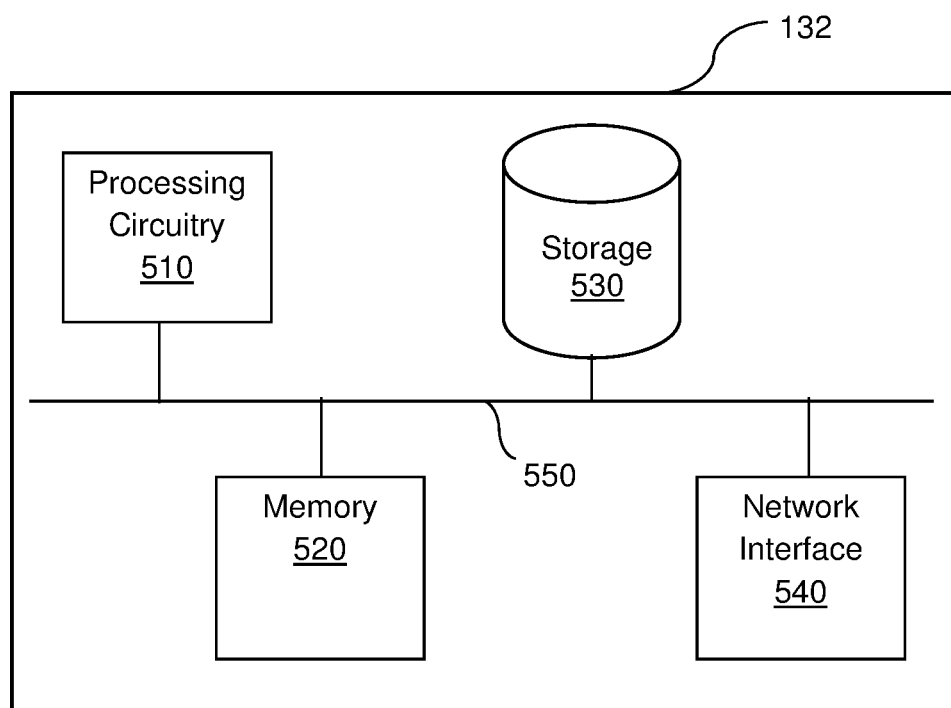 132
Processing
Circuitry
510
Storage
530
550
Memory
520
Network
Interface
540